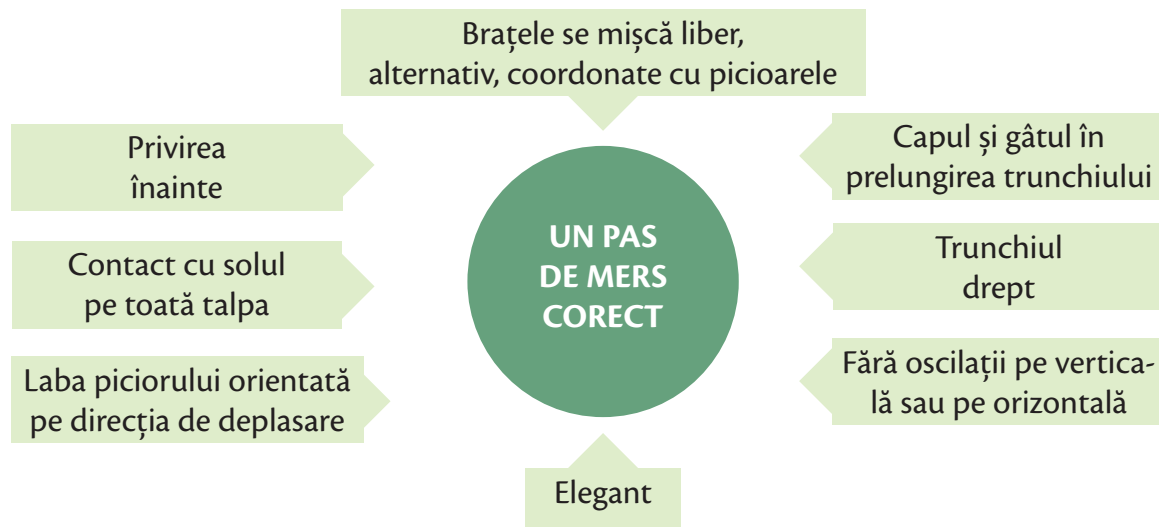 Brațele se mișcă liber,
alternativ, coordonate cu picioarele
Privirea
înainte
Capul și gâtul în
prelungirea trunchiului
UN PAS
DE MERS
CORECT
Contact cu solul
pe toată talpa
Trunchiul
drept
Laba piciorului orientată
pe direcția de deplasare
Fără oscilații pe vertica-
lă sau pe orizontală
Elegant